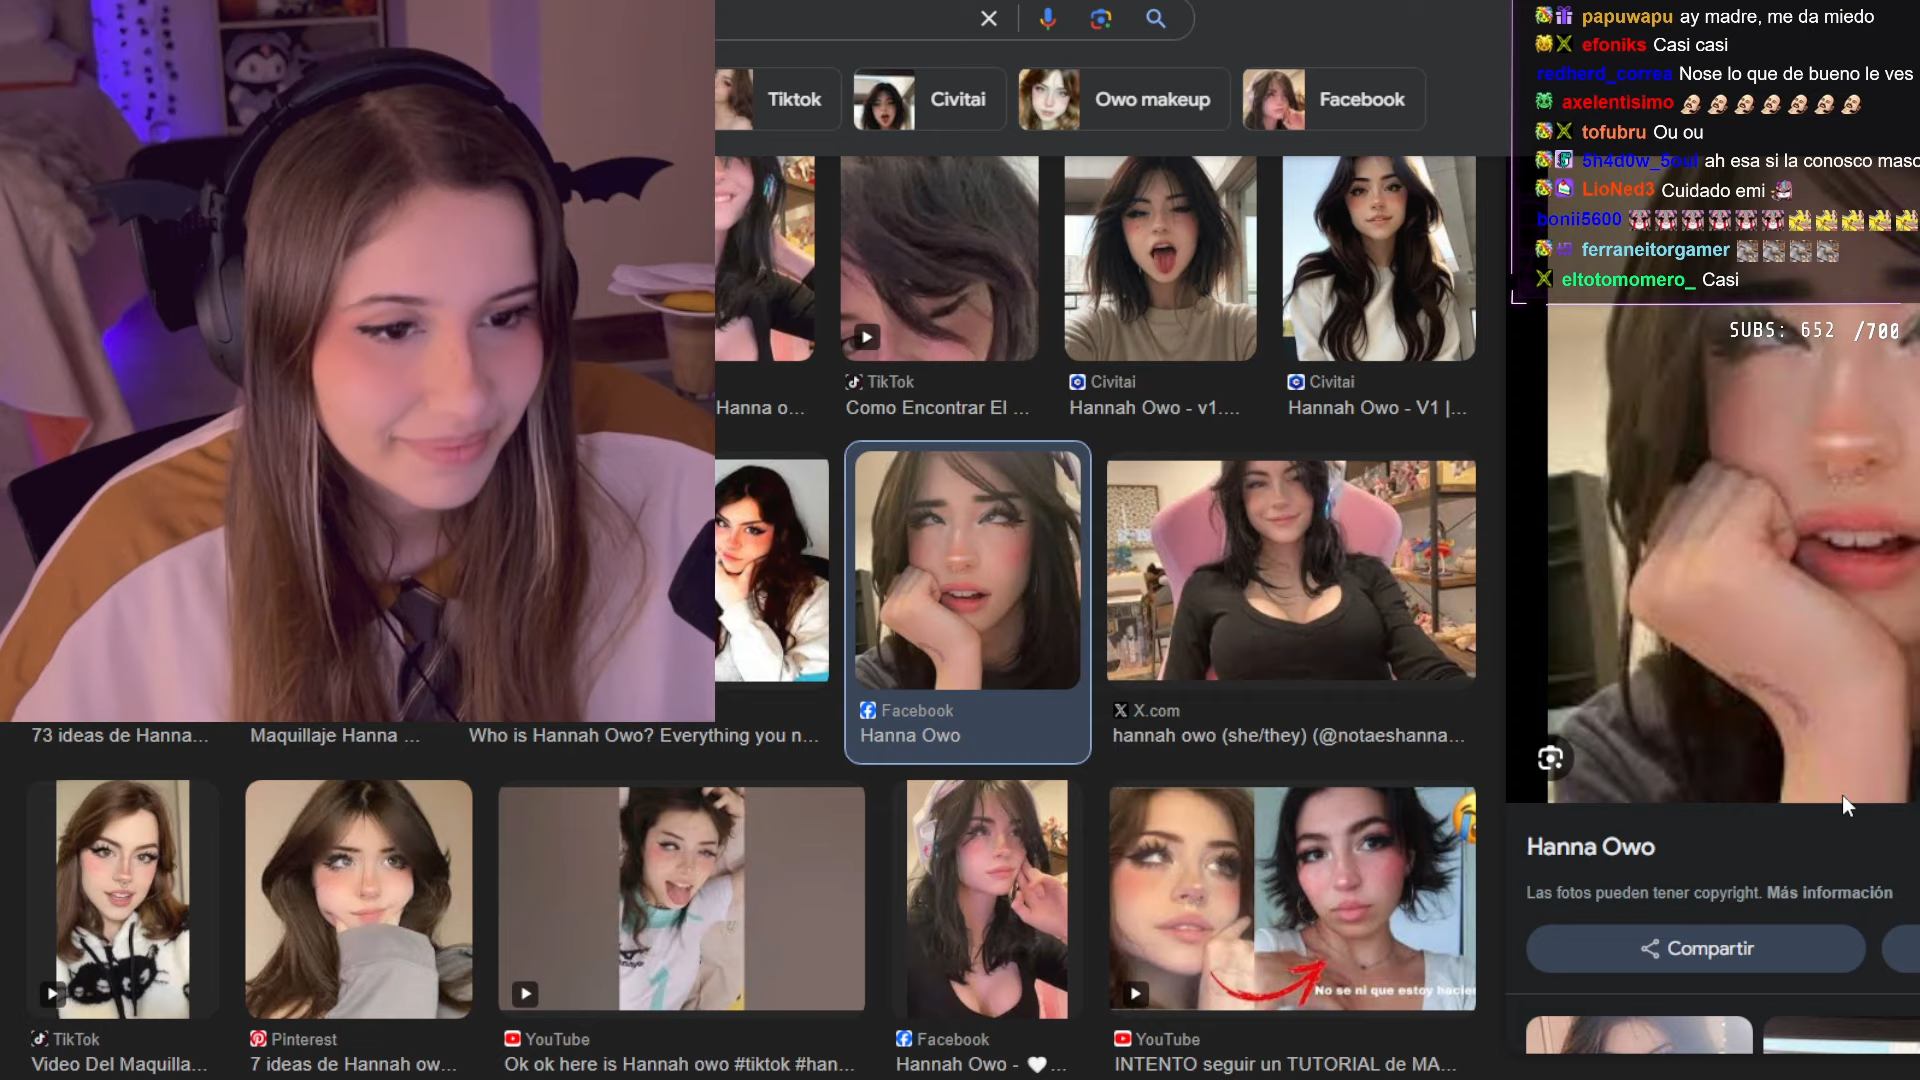 Tiktok
Civitai
Owo makeup
Facebook
Hanna o...
TikTok
Como Encontrar El ...
Civitai
Hannah Owo - v1....
Civitai
Hannah Owo - V1 |...
73 ideas de Hanna...
Maquillaje Hanna ...
Who is Hannah Owo? Everything you n...
Facebook
Hanna Owo
X.com
hannah owo (she/they) (@notaeshanna...
No se ni que estoy hacie
TikTok
Video Del Maquilla...
Pinterest
7 ideas de Hannah ow...
YouTube
Ok ok here is Hannah owo #tiktok #han...
Facebook
Hannah Owo - 🤍 ...
YouTube
INTENTO seguir un TUTORIAL de MA...
papuwapu ay madre, me da miedo
efoniks Casi casi
redherd_correa Nose lo que de bueno le ves
axelentisimo
tofubru Ou ou
5n4d0w_5oul ah esa si la conosco masc
LioNed3 Cuidado emi
bonii5600
ferraneitorgamer
eltotomomero_ Casi
SUBS: 652 /700
Hanna Owo
Las fotos pueden tener copyright. Más información
Compartir